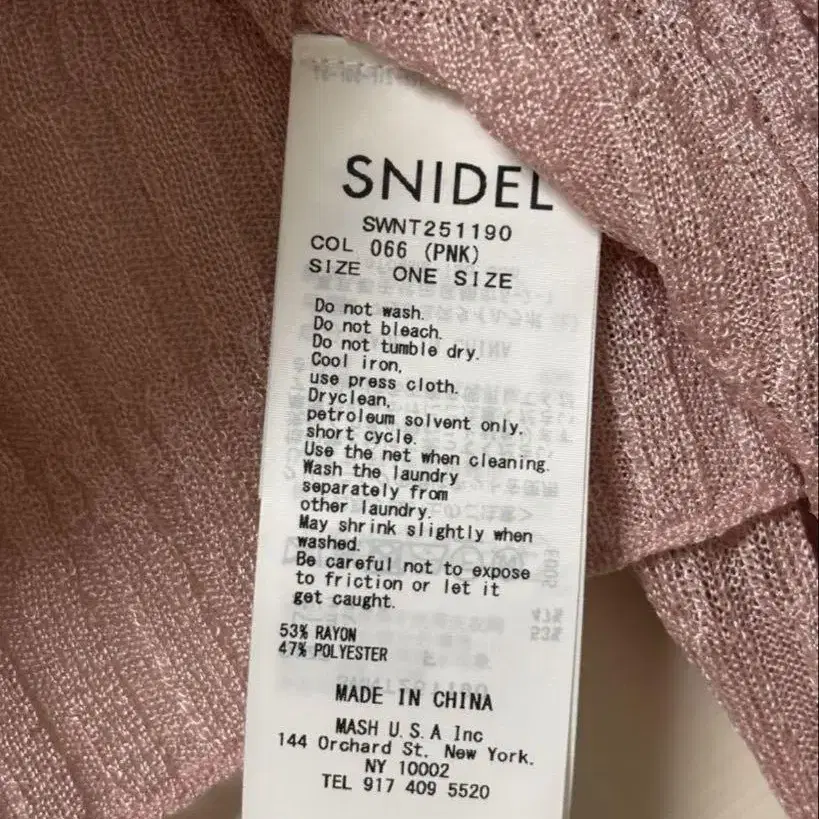 SNIDEL
SWNT251190
COL 066 (PNK)
SIZE ONE SIZE
Do not wash.
Do not bleach.
Do not tumble dry.
Cool iron,
use press cloth.
Dryclean,
petroleum solvent only.
short cycle.
Use the net when cleaning.
Wash the laundry
separately from
other laundry.
May shrink slightly when
washed.
Be careful not to expose
to friction or let it
get caught.
53% RAYON
47% POLYESTER
MADE IN CHINA
MASH U.S.A Inc
144 Orchard St. New York.
NY 10002
TEL 917 409 5520